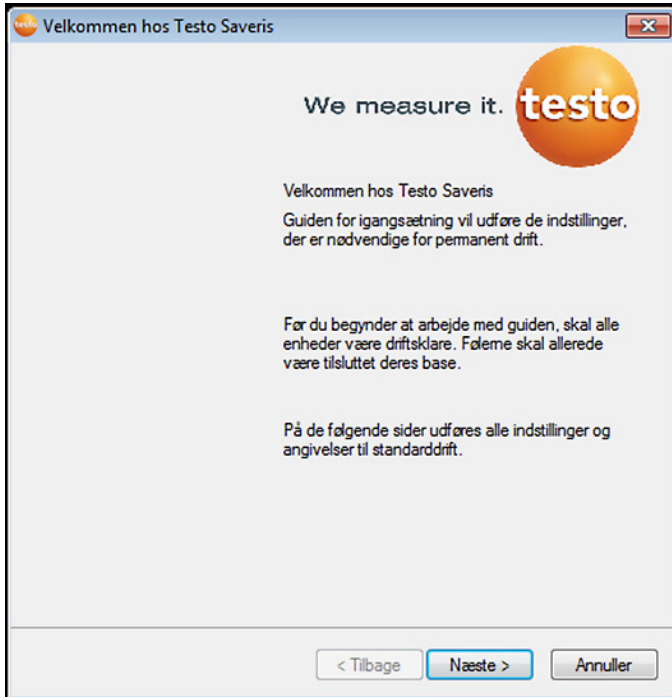 testo Velkommen hos Testo Saveris
We measure it. testo
Velkommen hos Testo Saveris
Guiden for igangsætning vil udføre de indstillinger,
der er nødvendige for permanent drift.
Før du begynder at arbejde med guiden, skal alle
enheder være driftsklare. Følerne skal allerede
være tilsluttet deres base.
På de følgende sider udføres alle indstillinger og
angivelser til standarddrift.
< Tilbage Næste > Annuller